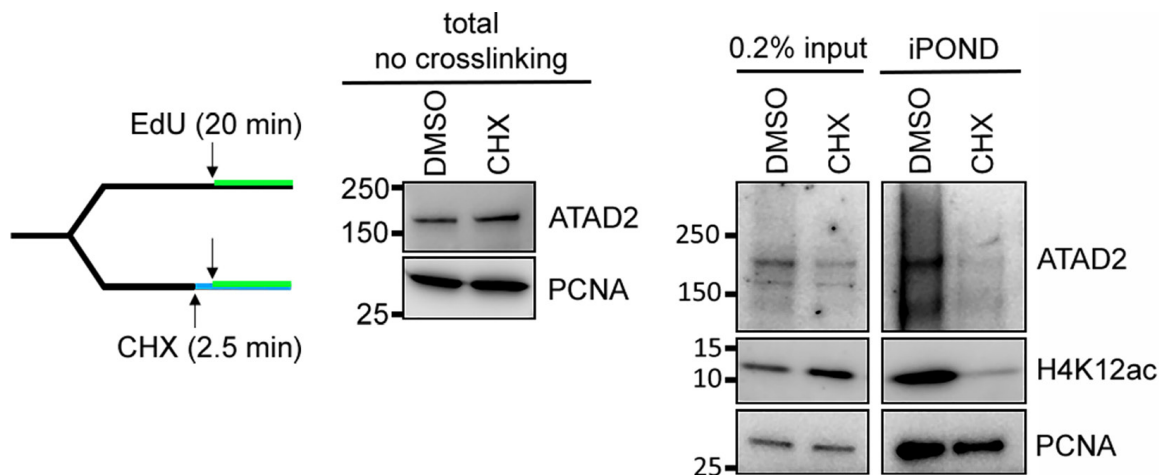 EdU (20 min)
CHX (2.5 min)
total
no crosslinking
DMSO
CHX
250
150
ATAD2
25
PCNA
0.2% input
iPOND
DMSO
CHX
DMSO
CHX
250
150
ATAD2
15
10
H4K12ac
25
PCNA